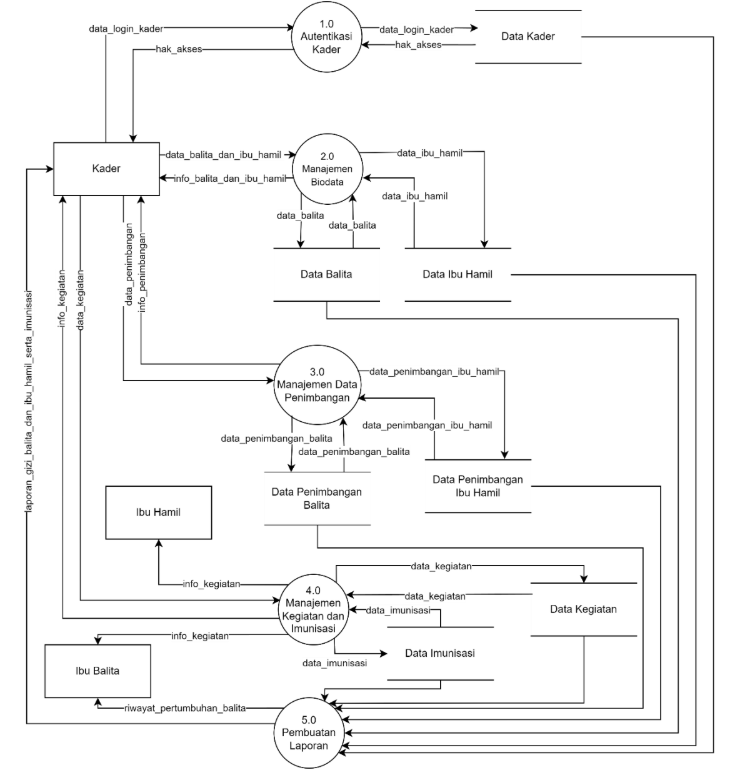 1.0
Autentikasi
Kader
data_login_kader
hak_akses
data_login_kader
hak_akses
Data Kader
Kader
data_balita_dan_ibu_hamil
info_balita_dan_ibu_hamil
2.0
Manajemen
Biodata
data_ibu_hamil
data_ibu_hamil
data_balita
data_balita
Data Balita
Data Ibu Hamil
info_kegiatan
data_kegiatan
data_penimbangan
info_penimbangan
laporan_gizi_balita_dan_ibu_hamil_serta_imunisasi
3.0
Manajemen Data
Penimbangan
data_penimbangan_ibu_hamil
data_penimbangan_ibu_hamil
data_penimbangan_balita
data_penimbangan_balita
Data Penimbangan
Balita
Data Penimbangan
Ibu Hamil
Ibu Hamil
info_kegiatan
4.0
Manajemen
Kegiatan dan
Imunisasi
data_kegiatan
data_kegiatan
data_imunisasi
Data Kegiatan
info_kegiatan
data_imunisasi
Data Imunisasi
Ibu Balita
riwayat_pertumbuhan_balita
5.0
Pembuatan
Laporan